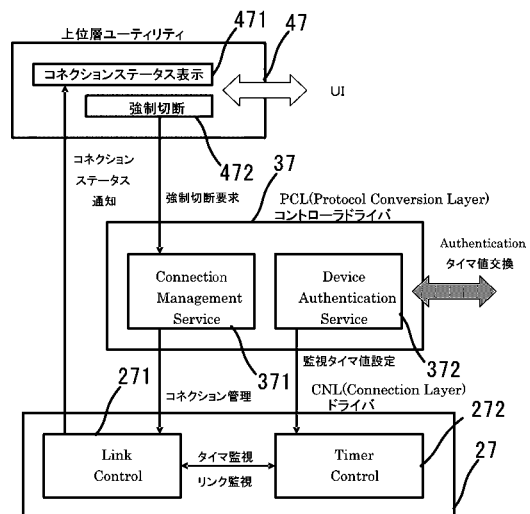 上位層ユーティリティ
471
47
コネクションステータス表示
UI
強制切断
472
コネクション
ステータス
通知
強制切断要求
37
PCL(Protocol Conversion Layer)
コントローラドライバ
Authentication
タイマ値交換
Connection
Management
Service
Device
Authentication
Service
371
372
監視タイマ値設定
271
コネクション管理
CNL(Connection Layer)
ドライバ
272
Link
Control
タイマ監視
リンク監視
Timer
Control
27